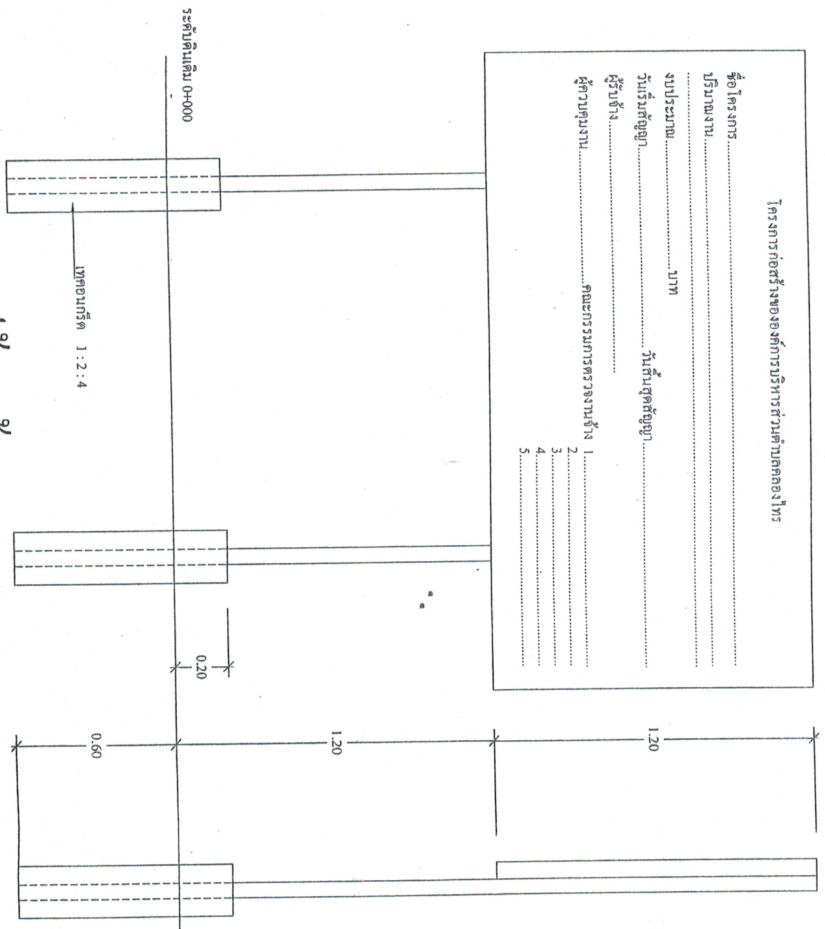 โครงการก่อสร้างขององค์การบริหารส่วนตำบลคลองไทร
ชื่อโครงการ..........
ปริมาณงาน..........
..........
งบประมาณ..........บาท
วันเริ่มสัญญา..........วันสิ้นสุดสัญญา..........
ผู้รับจ้าง..........
ผู้ควบคุมงาน..........คณะกรรมการตรวจงานจ้าง 1..........
2..........
3..........
4..........
5..........
ระดับดินเดิม 0+000
เทคอนกรีต 1 : 2 : 4
0.20
1.20
1.20
0.60